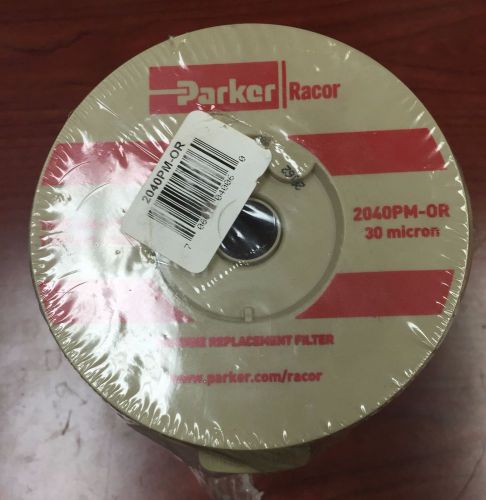 Parker Racor
2040PM-OR
2040PM-OR
30 micron
REPLACEMENT FILTER
www.parker.com/racor